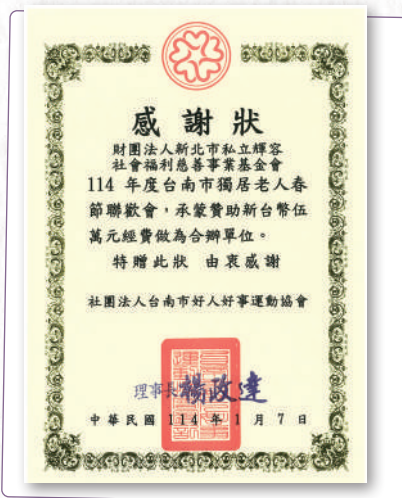 感謝狀
財團法人新北市私立輝容
社會福利慈善事業基金會
114 年度台南市獨居老人春
節聯歡會，承蒙贊助新台幣伍
萬元經費做為合辦單位。
特贈此狀 由衷感謝
社團法人台南市好人好事運動協會
理事長楊政達
中華民國 114 年 1 月 7 日